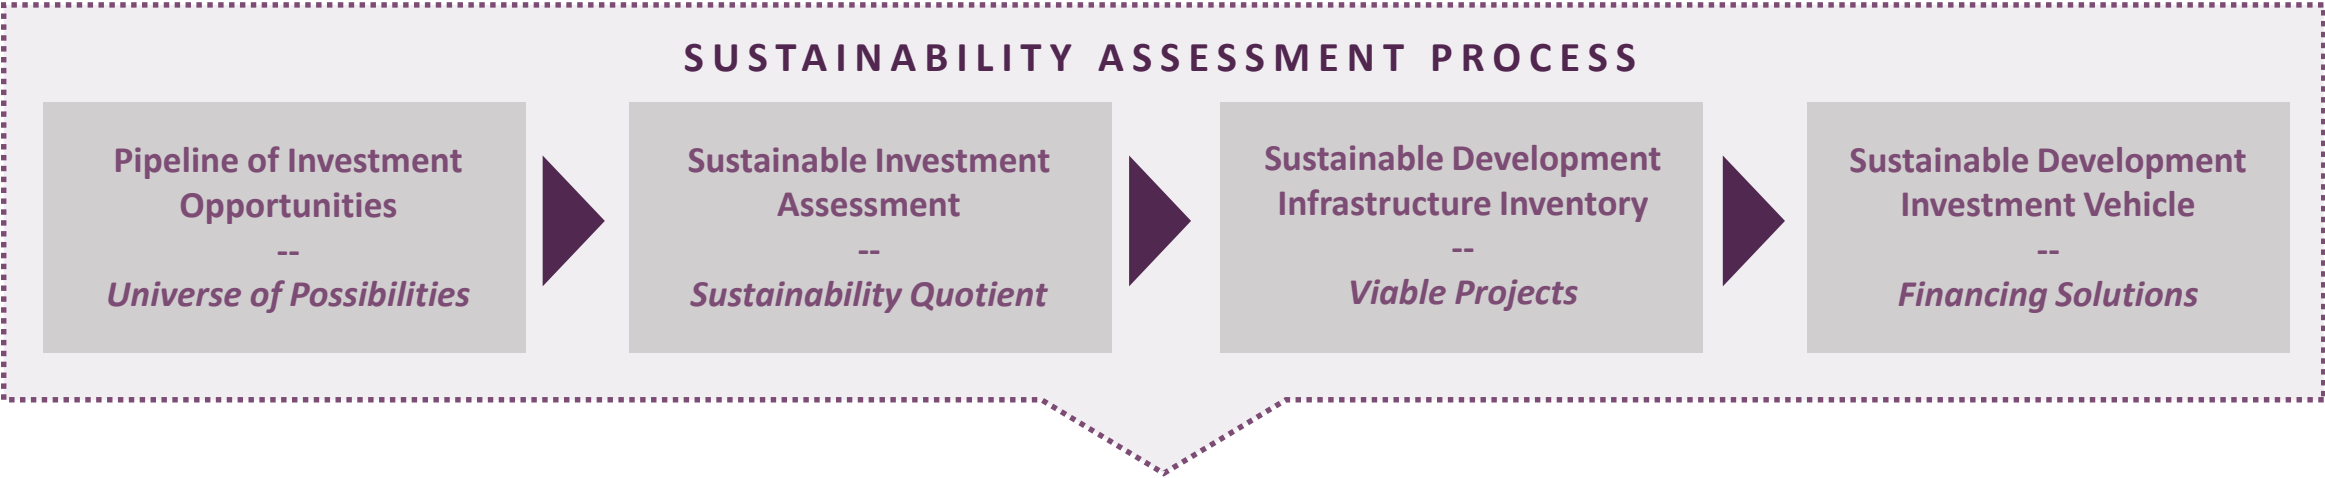 SUSTAINABILITY ASSESSMENT PROCESS
Pipeline of Investment
Opportunities
--
Universe of Possibilities
Sustainable Investment
Assessment
--
Sustainability Quotient
Sustainable Development
Infrastructure Inventory
--
Viable Projects
Sustainable Development
Investment Vehicle
--
Financing Solutions